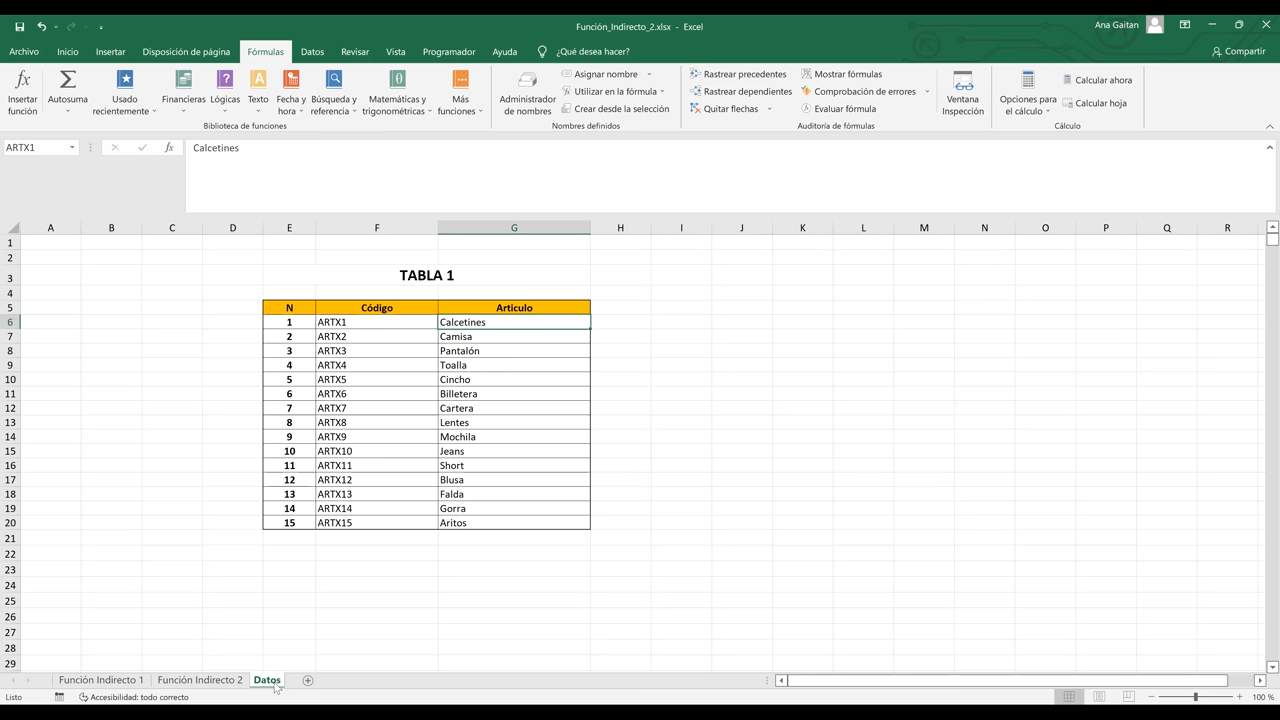 Función_Indirecto_2.xlsx - Excel
Ana Gaitan
Archivo Inicio Insertar Disposición de página Fórmulas Datos Revisar Vista Programador Ayuda ¿Qué desea hacer? Compartir
Insertar función
Autosuma
Usado recientemente
Financieras
Lógicas
Texto
Fecha y hora
Búsqueda y referencia
Matemáticas y trigonométricas
Más funciones
Biblioteca de funciones
Administrador de nombres
Asignar nombre
Utilizar en la fórmula
Crear desde la selección
Nombres definidos
Rastrear precedentes
Rastrear dependientes
Quitar flechas
Mostrar fórmulas
Comprobación de errores
Evaluar fórmula
Auditoría de fórmulas
Ventana Inspección
Opciones para el cálculo
Calcular ahora
Calcular hoja
Cálculo
ARTX1 fx Calcetines
A B C D E F G H I J K L M N O P Q R
1
2
3 TABLA 1
4
5 N Código Articulo
6 1 ARTX1 Calcetines
7 2 ARTX2 Camisa
8 3 ARTX3 Pantalón
9 4 ARTX4 Toalla
10 5 ARTX5 Cincho
11 6 ARTX6 Billetera
12 7 ARTX7 Cartera
13 8 ARTX8 Lentes
14 9 ARTX9 Mochila
15 10 ARTX10 Jeans
16 11 ARTX11 Short
17 12 ARTX12 Blusa
18 13 ARTX13 Falda
19 14 ARTX14 Gorra
20 15 ARTX15 Aritos
21
22
23
24
25
26
27
28
29
Función Indirecto 1 Función Indirecto 2 Datos
Listo Accesibilidad: todo correcto 100 %